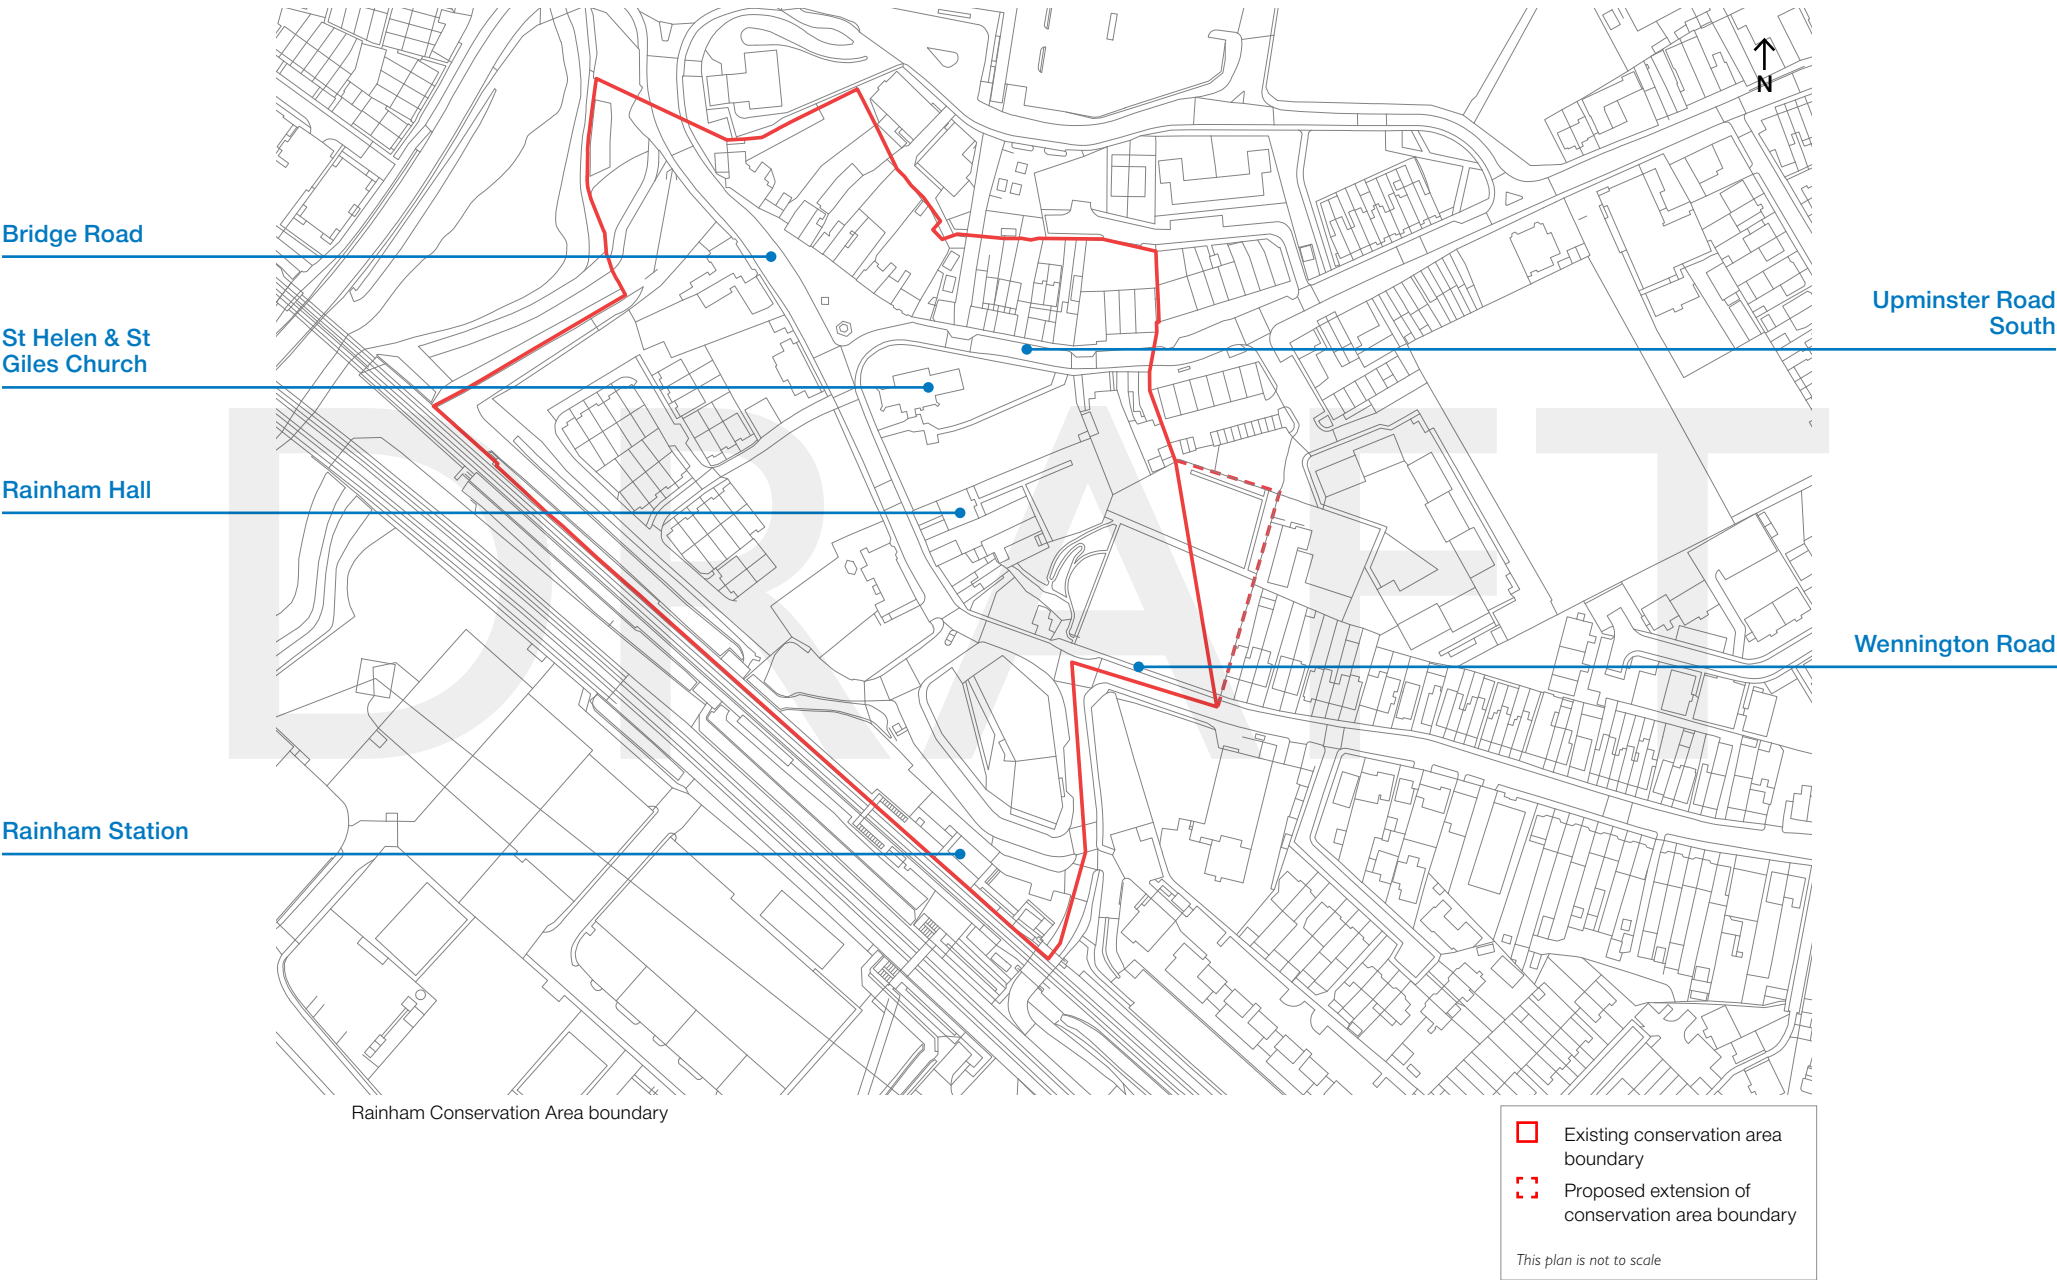 N
Bridge Road
Upminster Road
South
St Helen & St
Giles Church
Rainham Hall
Wennington Road
Rainham Station
DRAFT
Rainham Conservation Area boundary
Existing conservation area
boundary
Proposed extension of
conservation area boundary
This plan is not to scale